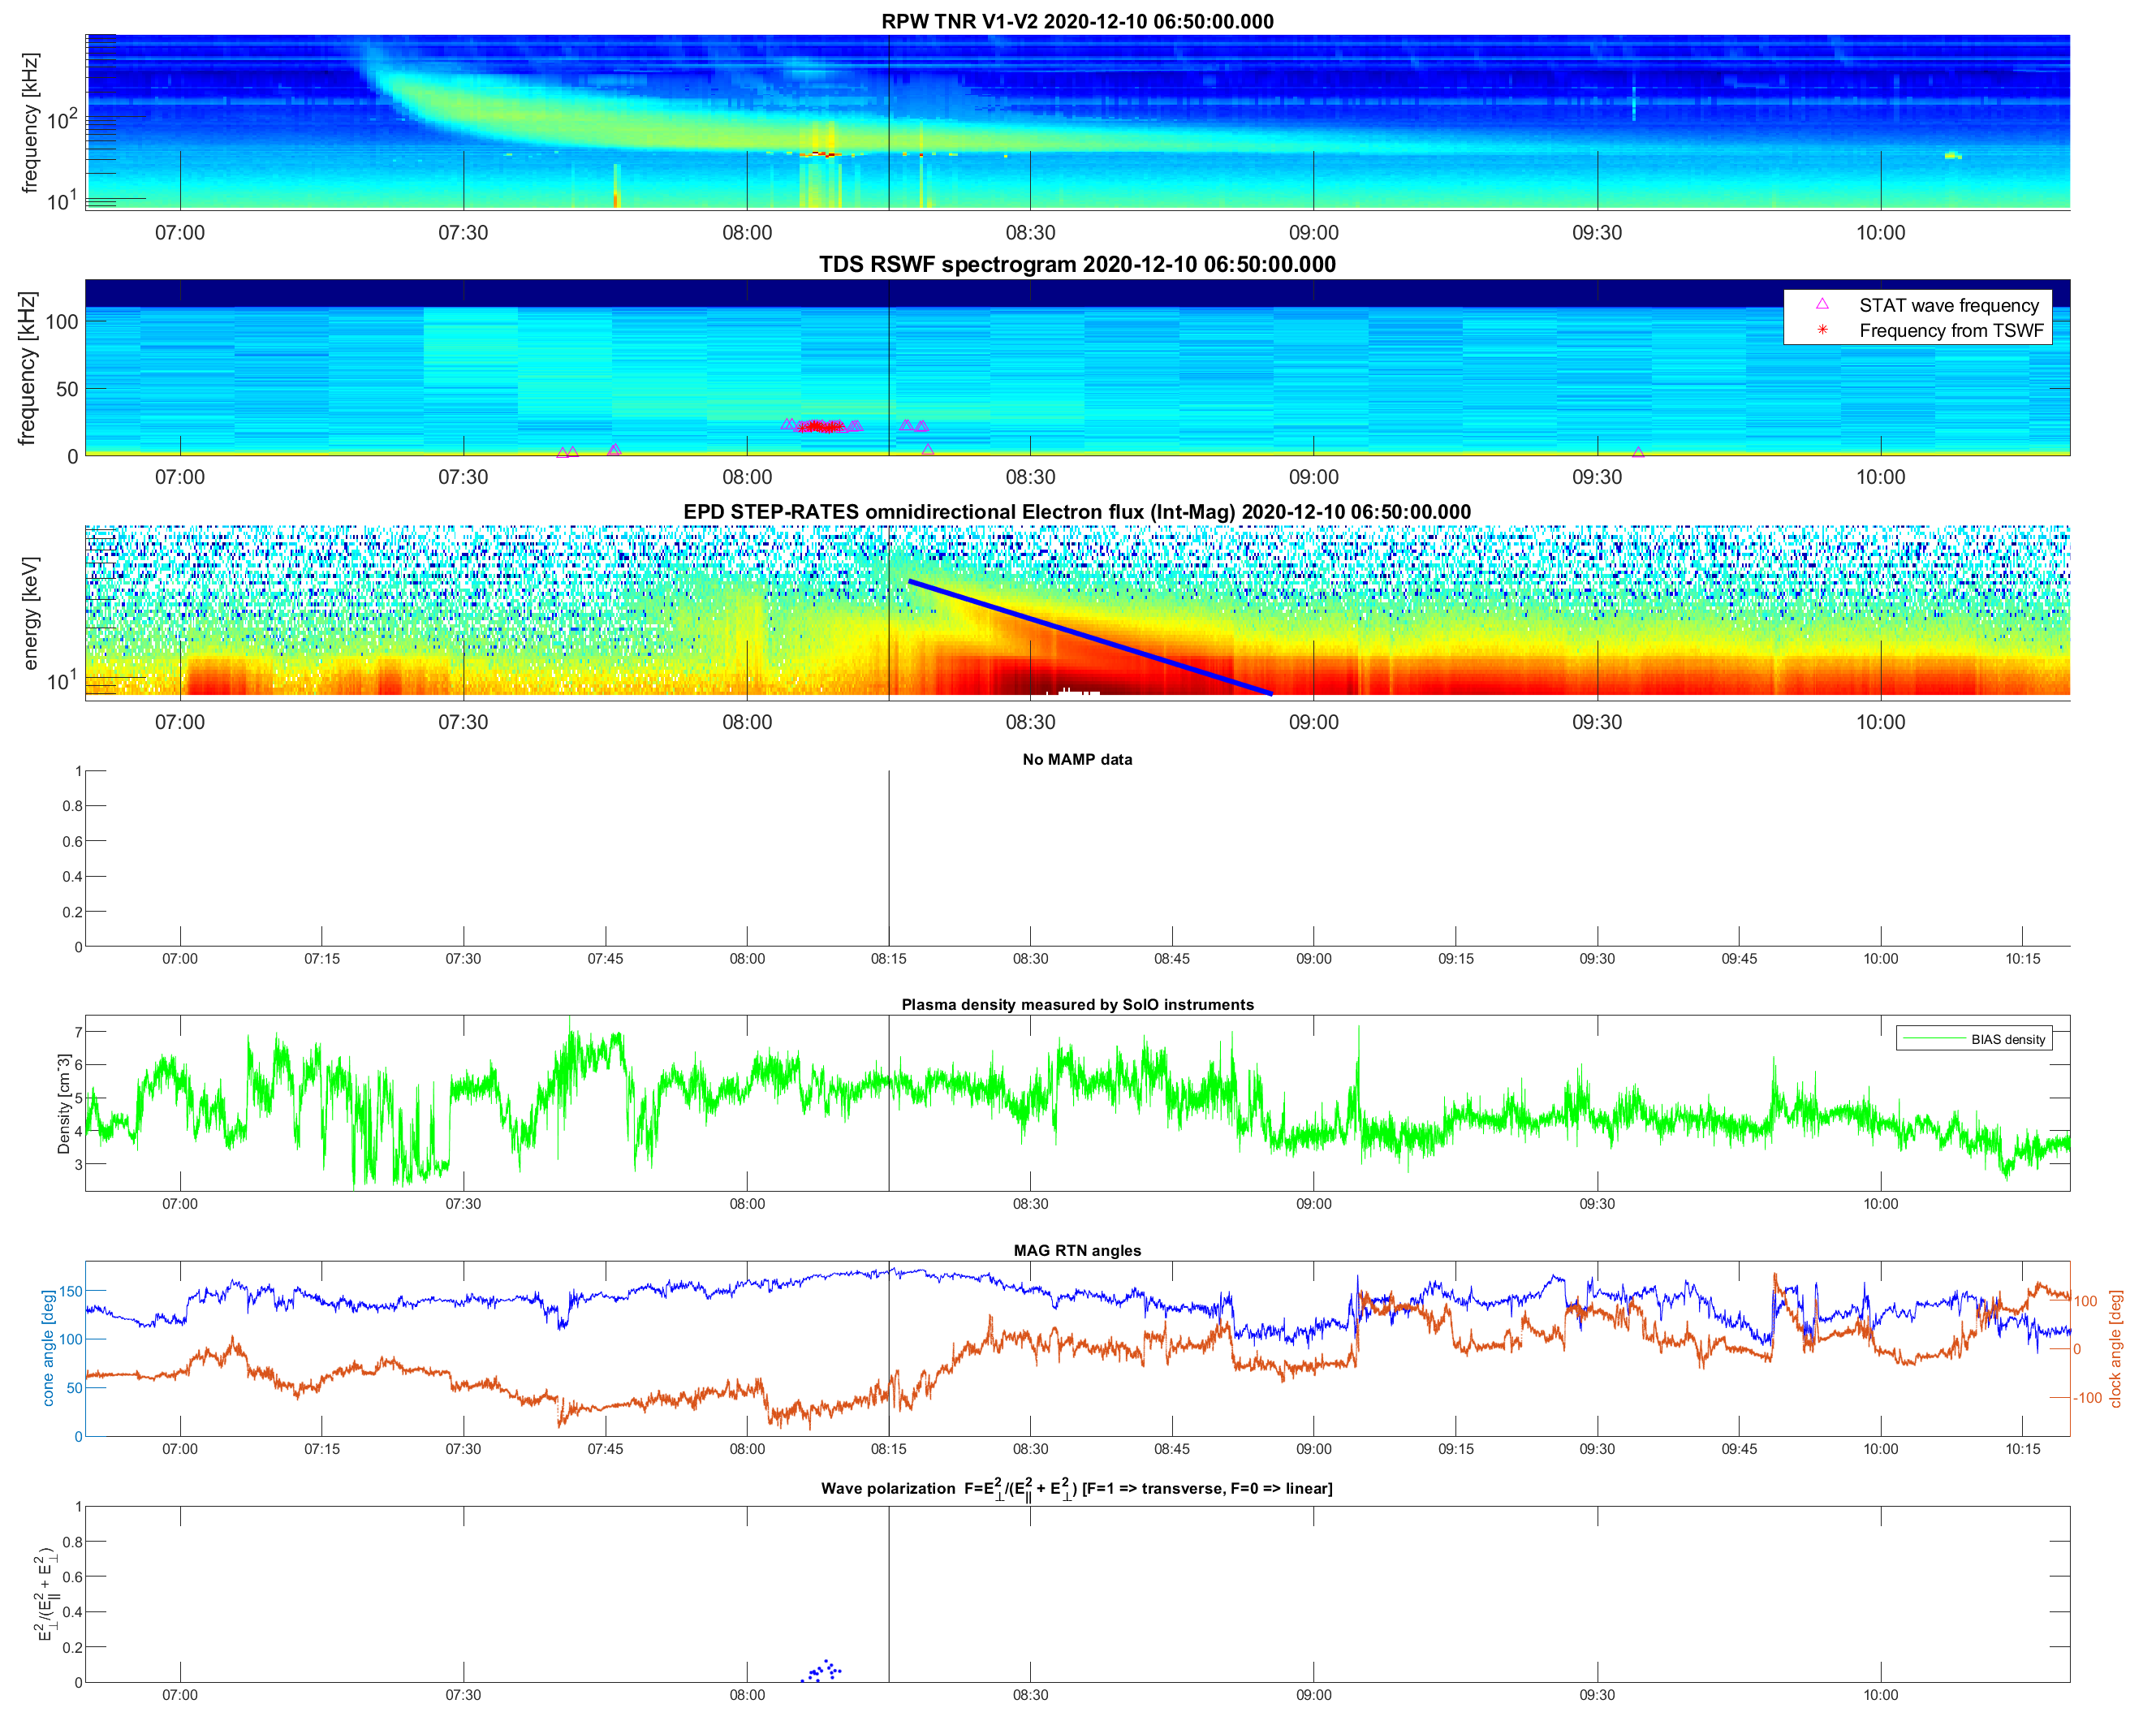 RPW TNR V1-V2 2020-12-10 06:50:00.000
frequency [kHz]
10^2
10^1
07:00 07:30 08:00 08:30 09:00 09:30 10:00
TDS RSWF spectrogram 2020-12-10 06:50:00.000
frequency [kHz]
100
50
0
STAT wave frequency
Frequency from TSWF
07:00 07:30 08:00 08:30 09:00 09:30 10:00
EPD STEP-RATES omnidirectional Electron flux (Int-Mag) 2020-12-10 06:50:00.000
energy [keV]
10^1
07:00 07:30 08:00 08:30 09:00 09:30 10:00
No MAMP data
1
0.8
0.6
0.4
0.2
0
07:00 07:15 07:30 07:45 08:00 08:15 08:30 08:45 09:00 09:15 09:30 09:45 10:00 10:15
Plasma density measured by SolO instruments
Density [cm^-3]
7
6
5
4
3
BIAS density
07:00 07:30 08:00 08:30 09:00 09:30 10:00
MAG RTN angles
cone angle [deg]
150
100
50
0
100
0
-100
clock angle [deg]
07:00 07:15 07:30 07:45 08:00 08:15 08:30 08:45 09:00 09:15 09:30 09:45 10:00 10:15
Wave polarization F=E⊥^2/(E||^2 + E⊥^2) [F=1 => transverse, F=0 => linear]
E⊥^2/(E||^2 + E⊥^2)
1
0.8
0.6
0.4
0.2
0
07:00 07:30 08:00 08:30 09:00 09:30 10:00